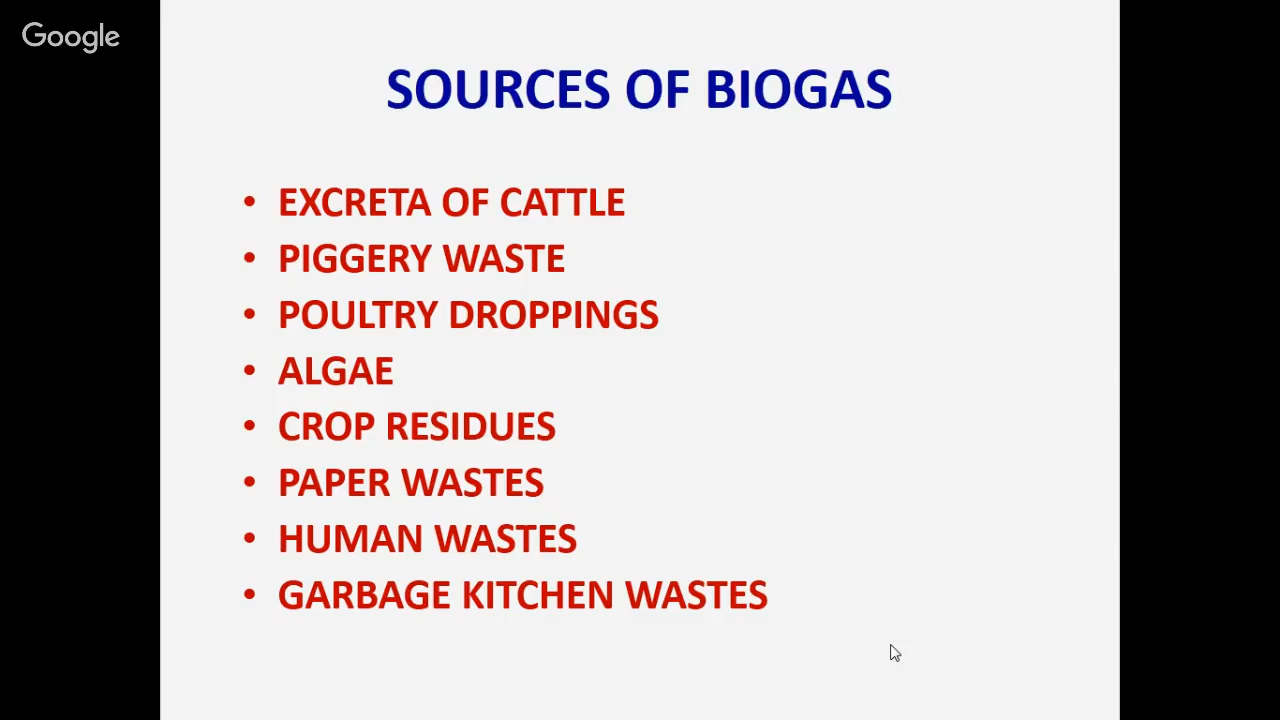 Google
SOURCES OF BIOGAS
• EXCRETA OF CATTLE
• PIGGERY WASTE
• POULTRY DROPPINGS
• ALGAE
• CROP RESIDUES
• PAPER WASTES
• HUMAN WASTES
• GARBAGE KITCHEN WASTES